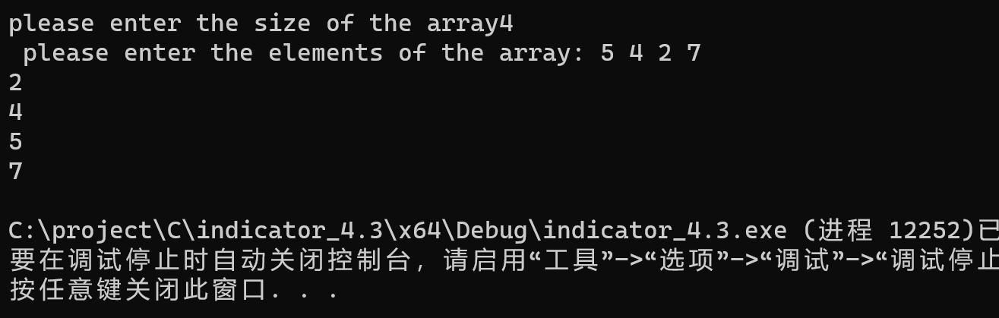 please enter the size of the array4
please enter the elements of the array: 5 4 2 7
2
4
5
7
C:\project\C\indicator_4.3\x64\Debug\indicator_4.3.exe (进程 12252)已
要在调试停止时自动关闭控制台，请启用“工具”->“选项”->“调试”->“调试停止
按任意键关闭此窗口. . .